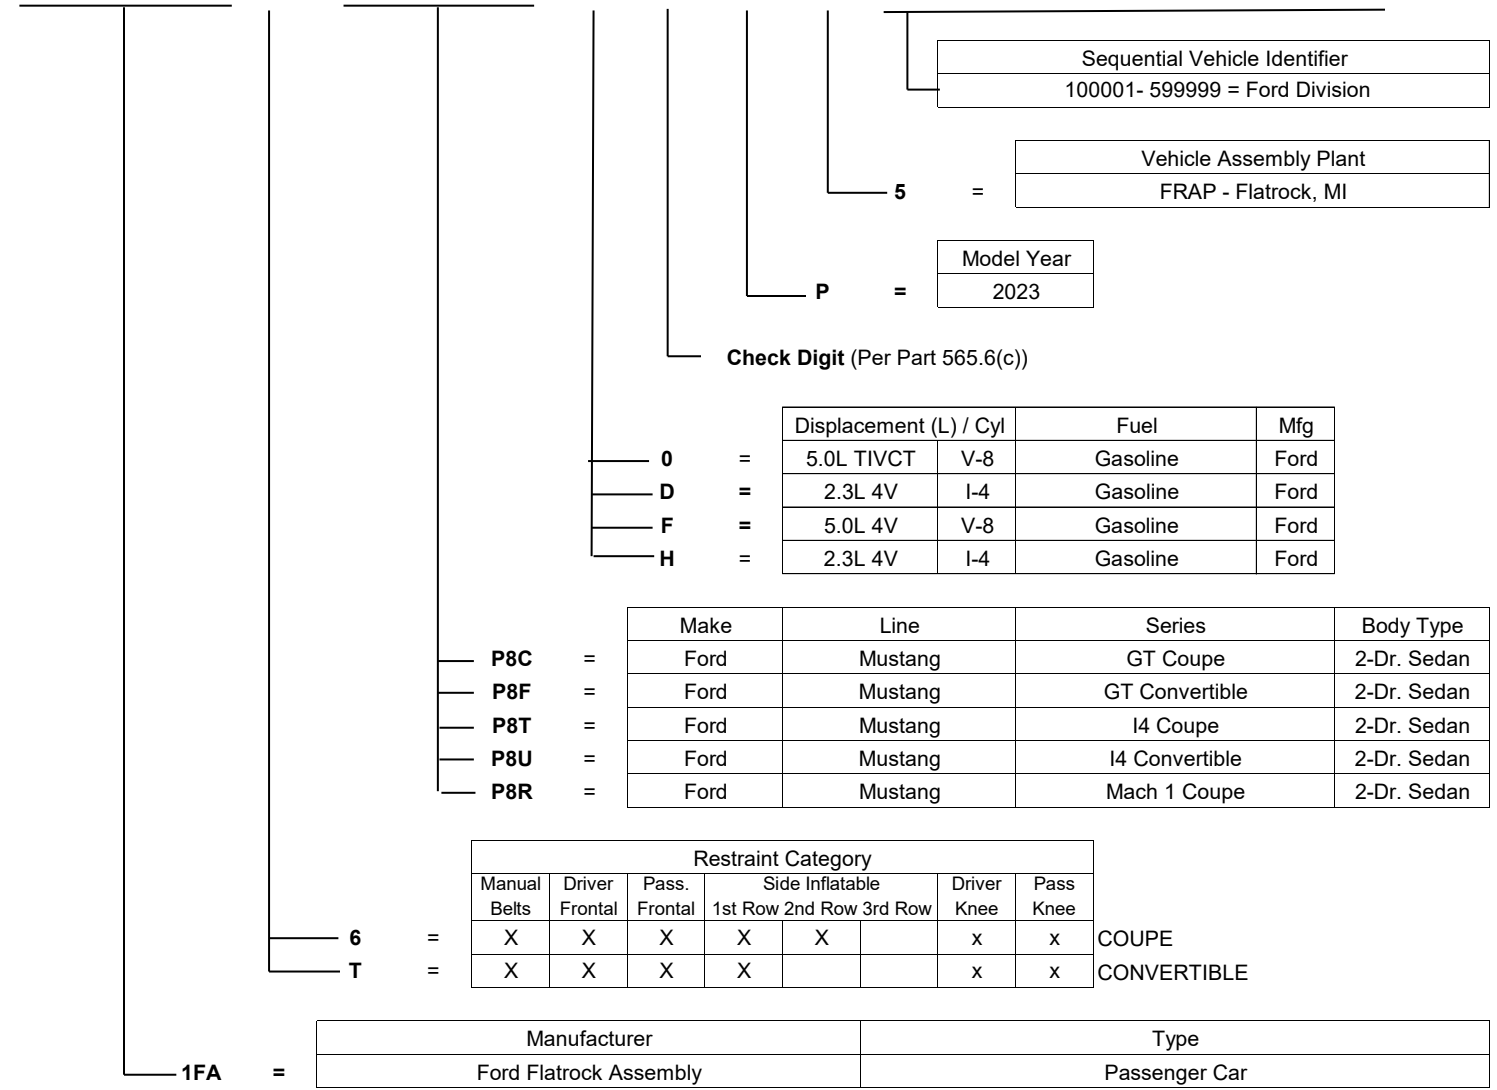 Sequential Vehicle Identifier
100001- 599999 = Ford Division
Vehicle Assembly Plant
5 = FRAP - Flatrock, MI
Model Year
P = 2023
Check Digit (Per Part 565.6(c))
Displacement (L) / Cyl Fuel Mfg
0 = 5.0L TIVCT V-8 Gasoline Ford
D = 2.3L 4V I-4 Gasoline Ford
F = 5.0L 4V V-8 Gasoline Ford
H = 2.3L 4V I-4 Gasoline Ford
Make Line Series Body Type
P8C = Ford Mustang GT Coupe 2-Dr. Sedan
P8F = Ford Mustang GT Convertible 2-Dr. Sedan
P8T = Ford Mustang I4 Coupe 2-Dr. Sedan
P8U = Ford Mustang I4 Convertible 2-Dr. Sedan
P8R = Ford Mustang Mach 1 Coupe 2-Dr. Sedan
Restraint Category
Manual Driver Pass. Side Inflatable Driver Pass
Belts Frontal Frontal 1st Row 2nd Row 3rd Row Knee Knee
6 = X X X X X x x COUPE
T = X X X X x x CONVERTIBLE
Manufacturer Type
1FA = Ford Flatrock Assembly Passenger Car